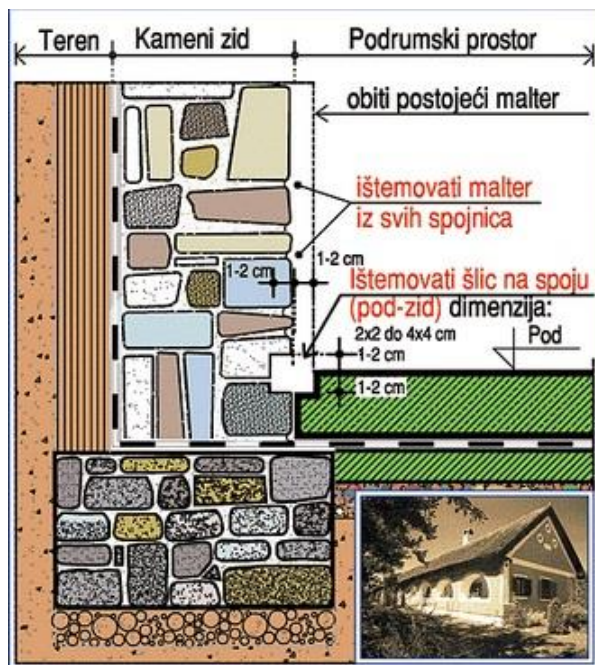 Teren
Kameni zid
Podrumski prostor
obiti postojeći malter
ištemovati malter
iz svih spojnica
1-2 cm
1-2 cm
Ištemovati šlic na spoju
(pod-zid) dimenzija:
2x2 do 4x4 cm
1-2 cm
Pod
1-2 cm